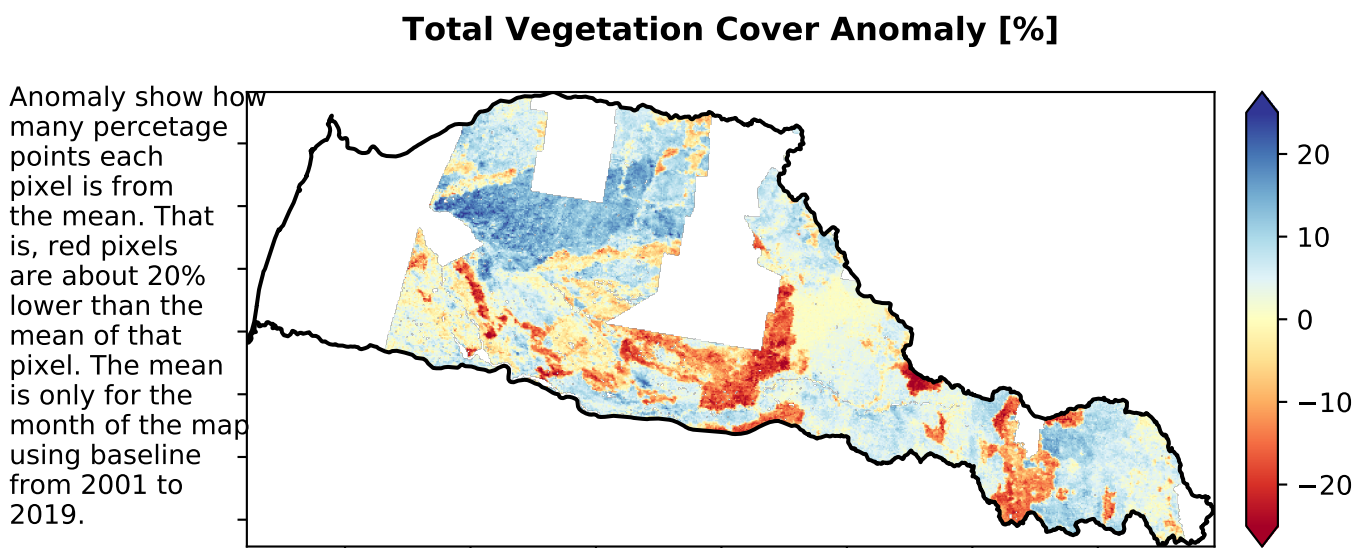 Total Vegetation Cover Anomaly [%]
Anomaly show how
many percetage
points each
pixel is from
the mean. That
is, red pixels
are about 20%
lower than the
mean of that
pixel. The mean
is only for the
month of the map
using baseline
from 2001 to
2019.
20
10
0
−10
−20